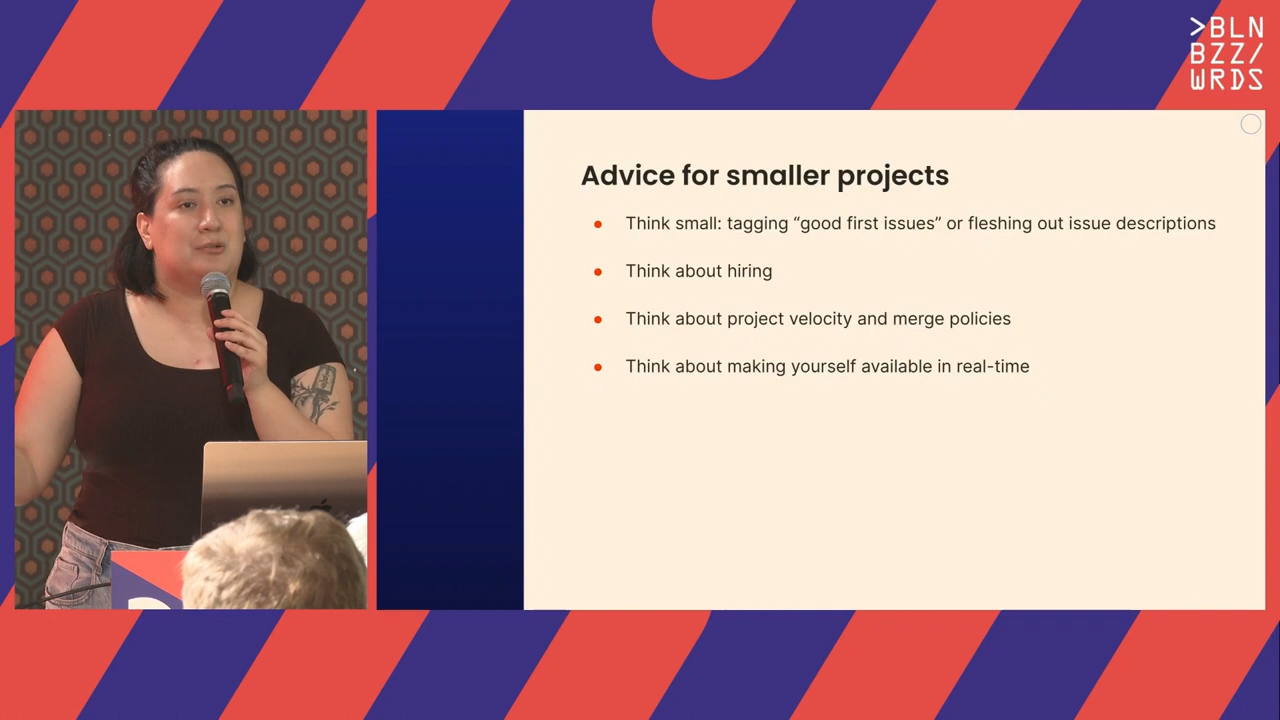 >BLN
BZZ/
WRDS
Advice for smaller projects
Think small: tagging “good first issues” or fleshing out issue descriptions
Think about hiring
Think about project velocity and merge policies
Think about making yourself available in real-time